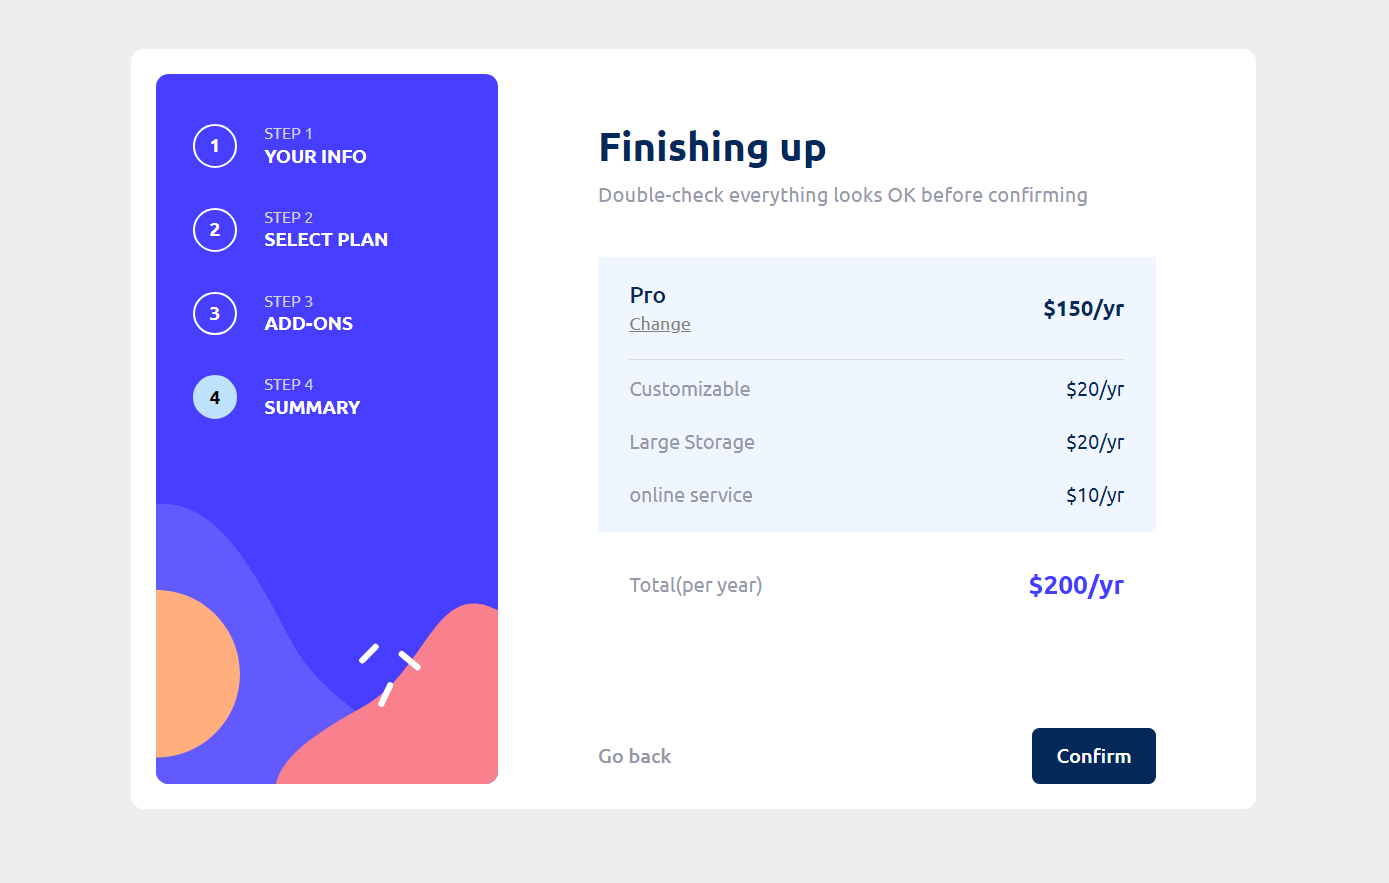 1
STEP 1
YOUR INFO
2
STEP 2
SELECT PLAN
3
STEP 3
ADD-ONS
4
STEP 4
SUMMARY
Finishing up
Double-check everything looks OK before confirming
Pro
Change
$150/yr
Customizable $20/yr
Large Storage $20/yr
online service $10/yr
Total(per year) $200/yr
Go back
Confirm